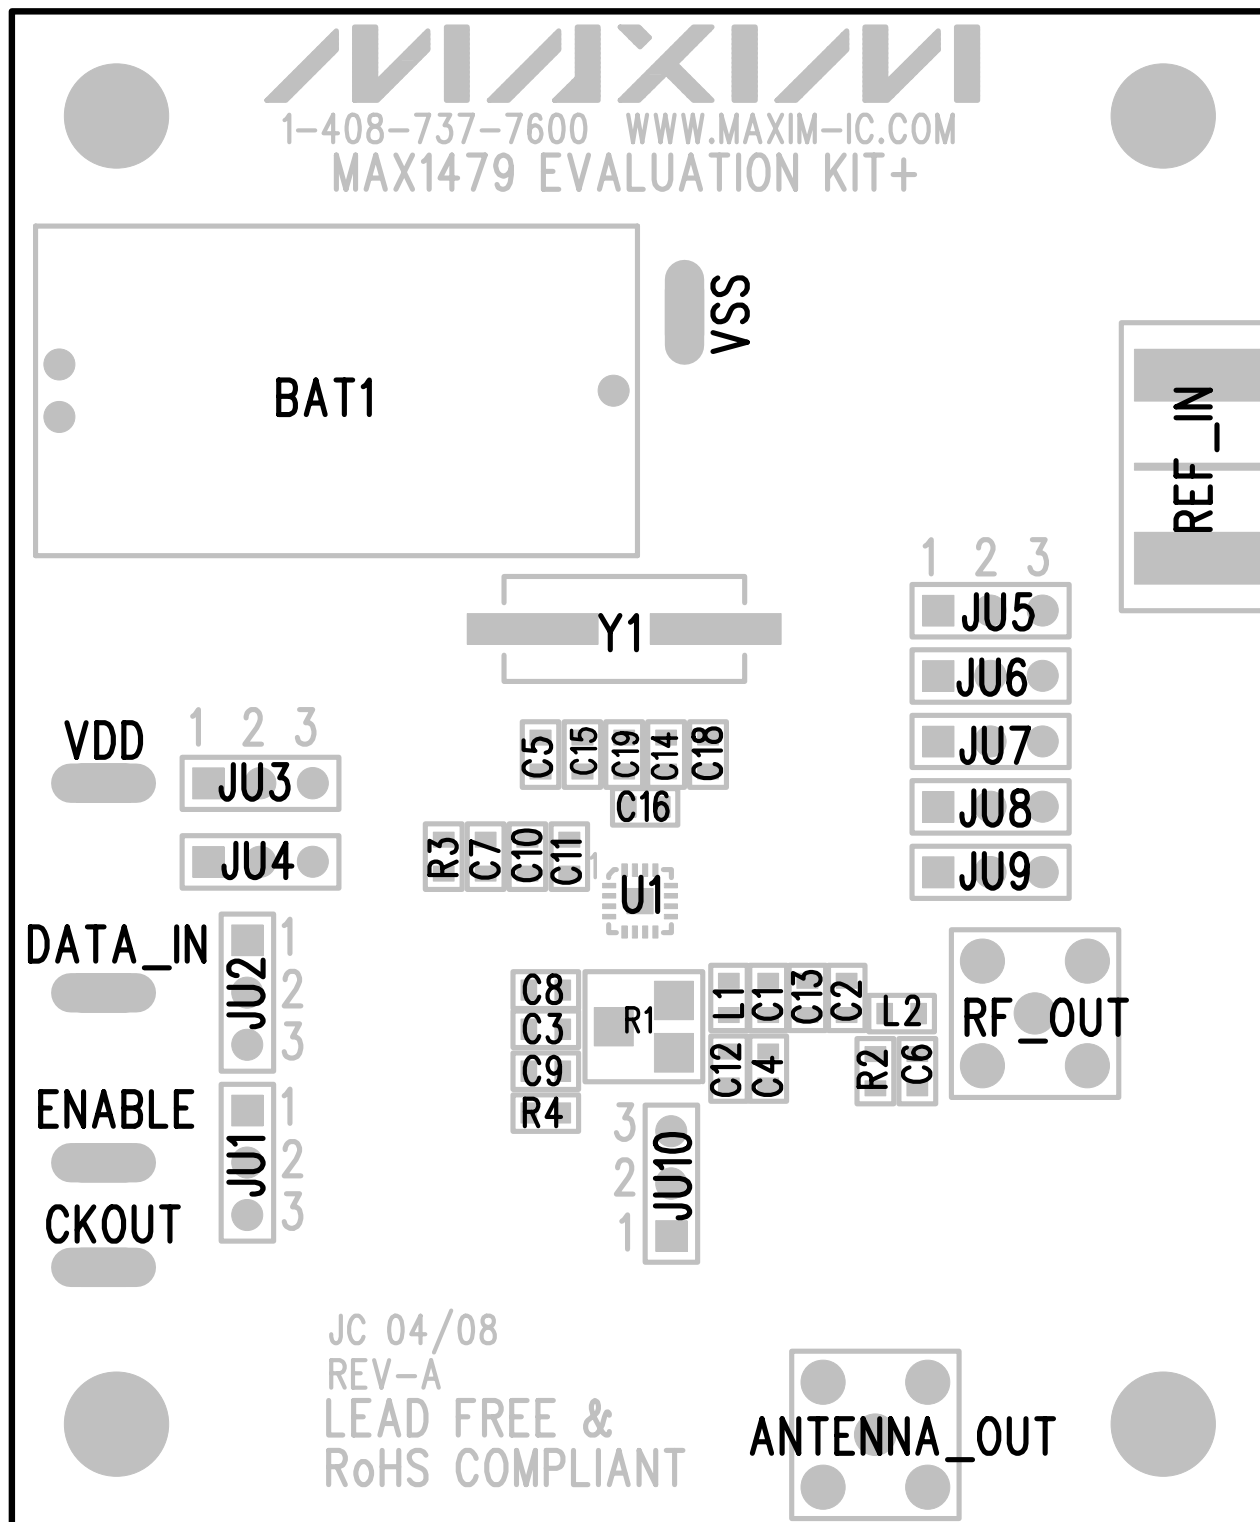 MAXIM
1-408-737-7600 WWW.MAXIM-IC.COM
MAX1479 EVALUATION KIT+
VSS
BAT1
REF_IN
1 2 3
JU5
Y1
JU6
VDD
1 2 3
JU3
C5 C15 C19 C14 C18
JU7
C16
JU8
JU4
R3 C7 C10 C11
1
U1
JU9
DATA_IN
JU2
1
2
3
C8
C3
C9
R4
R1
L1 C1 C13 C2
L2
RF_OUT
C12 C4
R2 C6
ENABLE
JU1
1
2
3
3
2
1
JU10
CKOUT
JC 04/08
REV-A
LEAD FREE &
RoHS COMPLIANT
ANTENNA_OUT